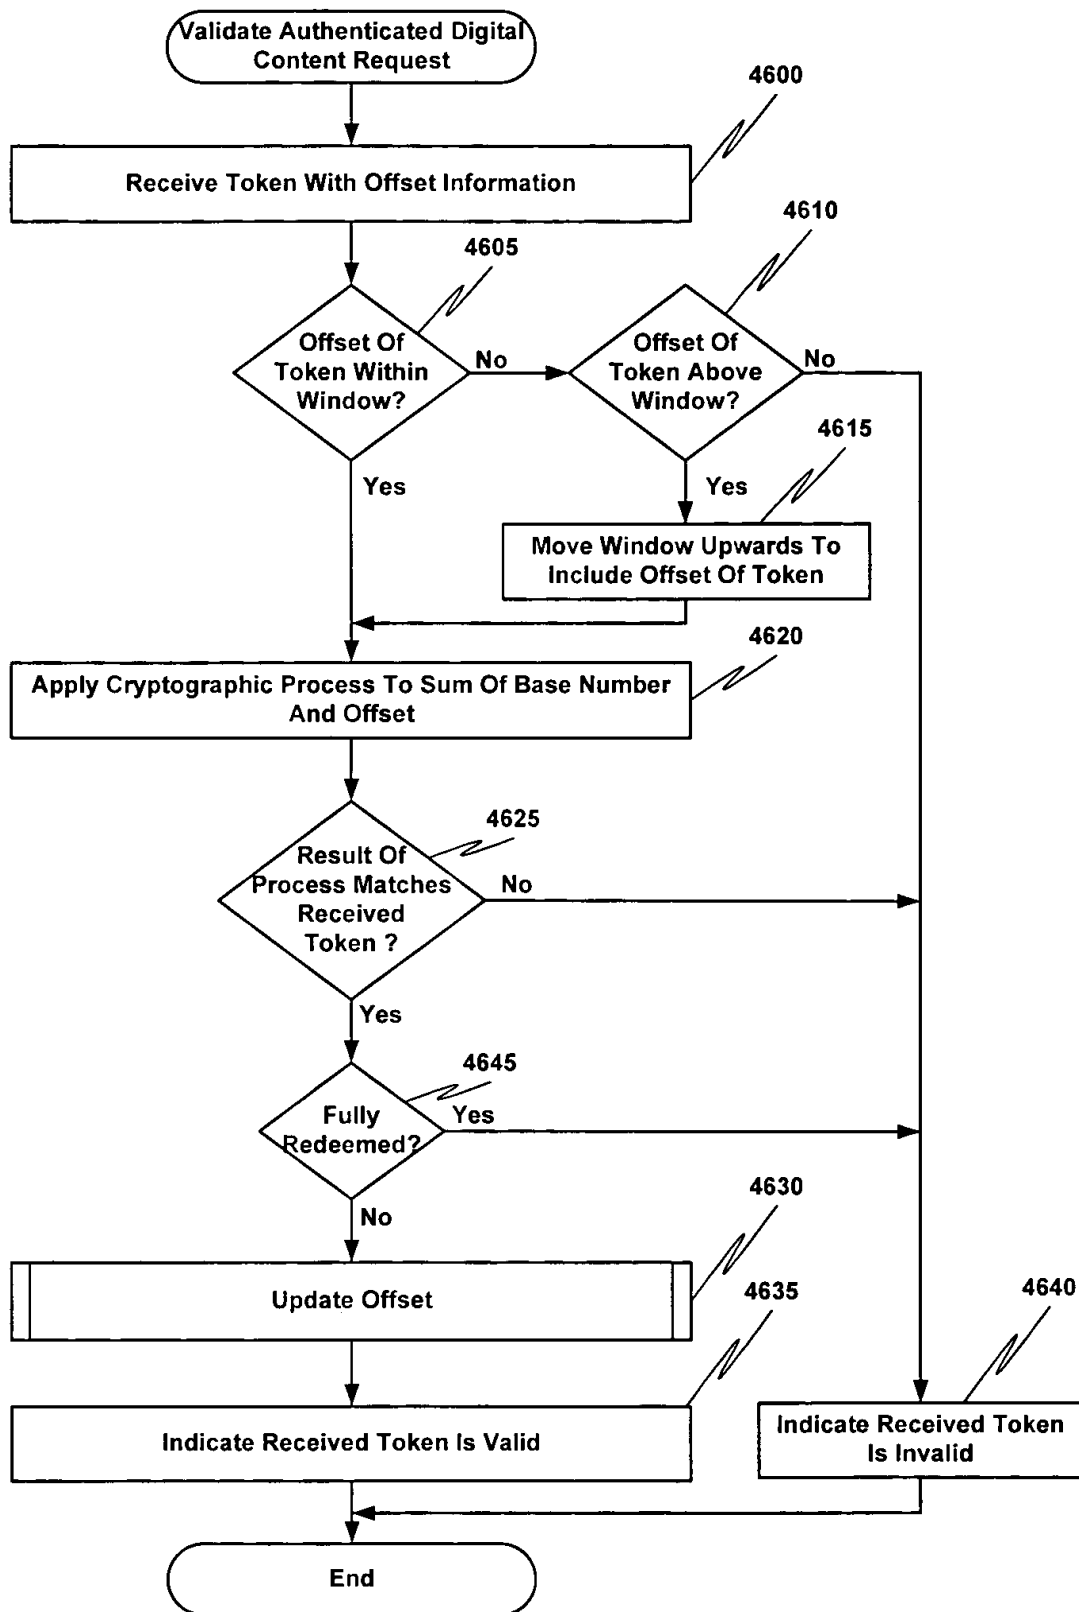 Validate Authenticated Digital
Content Request
4600
Receive Token With Offset Information
4610
4605
Offset Of
Token Within
Window?
No
Offset Of
Token Above
Window?
No
4615
Yes
Yes
Move Window Upwards To
Include Offset Of Token
4620
Apply Cryptographic Process To Sum Of Base Number
And Offset
4625
Result Of
Process Matches
Received
Token ?
No
Yes
4645
Fully
Redeemed?
Yes
No
4630
Update Offset
4635
4640
Indicate Received Token Is Valid
Indicate Received Token
Is Invalid
End